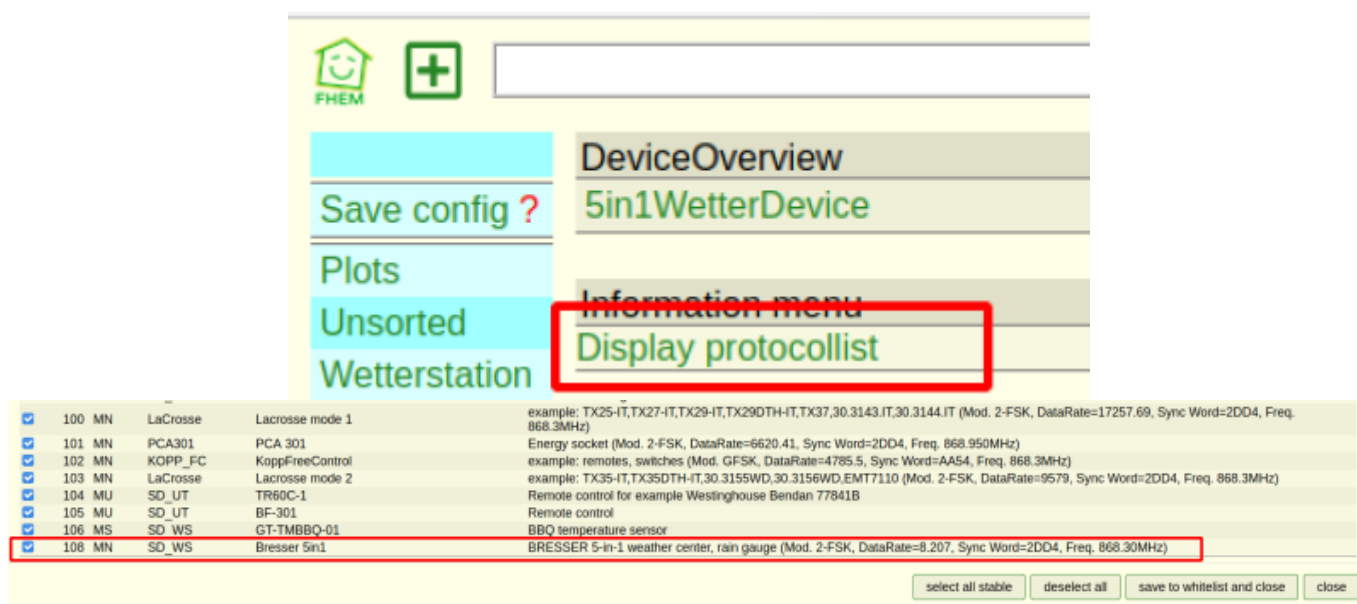 FHEM
DeviceOverview
Save config ?
5in1WetterDevice
Plots
Unsorted
Information menu
Display protocollist
Wetterstation
100 MN LaCrosse Lacrosse mode 1 example: TX25-IT,TX27-IT,TX29-IT,TX29DTH-IT,TX37,30.3143.IT,30.3144.IT (Mod. 2-FSK, DataRate=17257.69, Sync Word=2DD4, Freq.
868.3MHz)
101 MN PCA301 PCA 301 Energy socket (Mod. 2-FSK, DataRate=6620.41, Sync Word=2DD4, Freq. 868.950MHz)
102 MN KOPP_FC KoppFreeControl example: remotes, switches (Mod. GFSK, DataRate=4785.5, Sync Word=AA54, Freq. 868.3MHz)
103 MN LaCrosse Lacrosse mode 2 example: TX35-IT,TX35DTH-IT,30.3155WD,30.3156WD,EMT7110 (Mod. 2-FSK, DataRate=9579, Sync Word=2DD4, Freq. 868.3MHz)
104 MU SD_UT TR60C-1 Remote control for example Westinghouse Bendan 77841B
105 MU SD_UT BF-301 Remote control
106 MS SD_WS GT-TMBBQ-01 BBQ temperature sensor
108 MN SD_WS Bresser 5in1 BRESSER 5-in-1 weather center, rain gauge (Mod. 2-FSK, DataRate=8.207, Sync Word=2DD4, Freq. 868.30MHz)
select all stable deselect all save to whitelist and close close